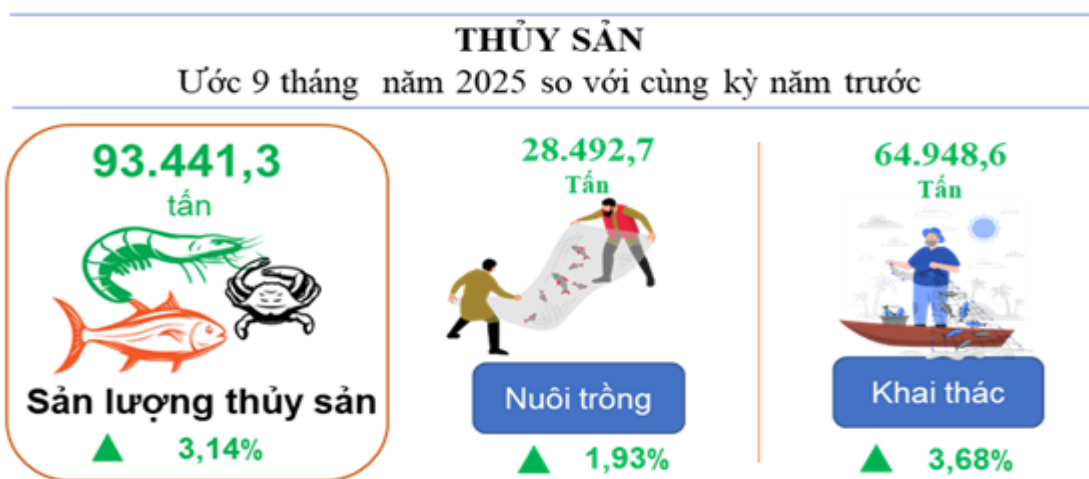 THỦY SẢN
Ước 9 tháng năm 2025 so với cùng kỳ năm trước
93.441,3
tấn
Sản lượng thủy sản
3,14%
28.492,7
Tấn
Nuôi trồng
1,93%
64.948,6
Tấn
Khai thác
3,68%